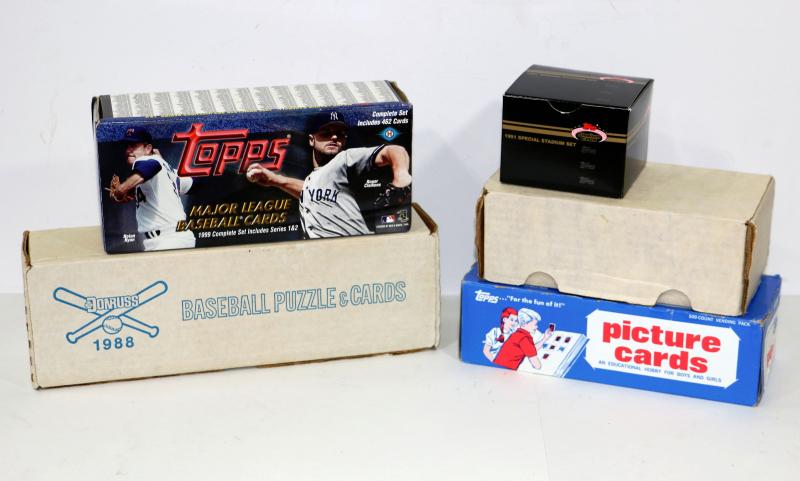 Complete Set
Includes 462 Cards
Topps
NEW YORK
Nolan Ryan
Roger Clemens
MAJOR LEAGUE
BASEBALL CARDS
1999 Complete Set Includes Series 1&2
DONRUSS
1988
BASEBALL PUZZLE & CARDS
1991 SPECIAL STADIUM SET
Topps
Topps..."For the fun of it!"
500-COUNT VENDING PACK
picture
cards
AN EDUCATIONAL HOBBY FOR BOYS AND GIRLS